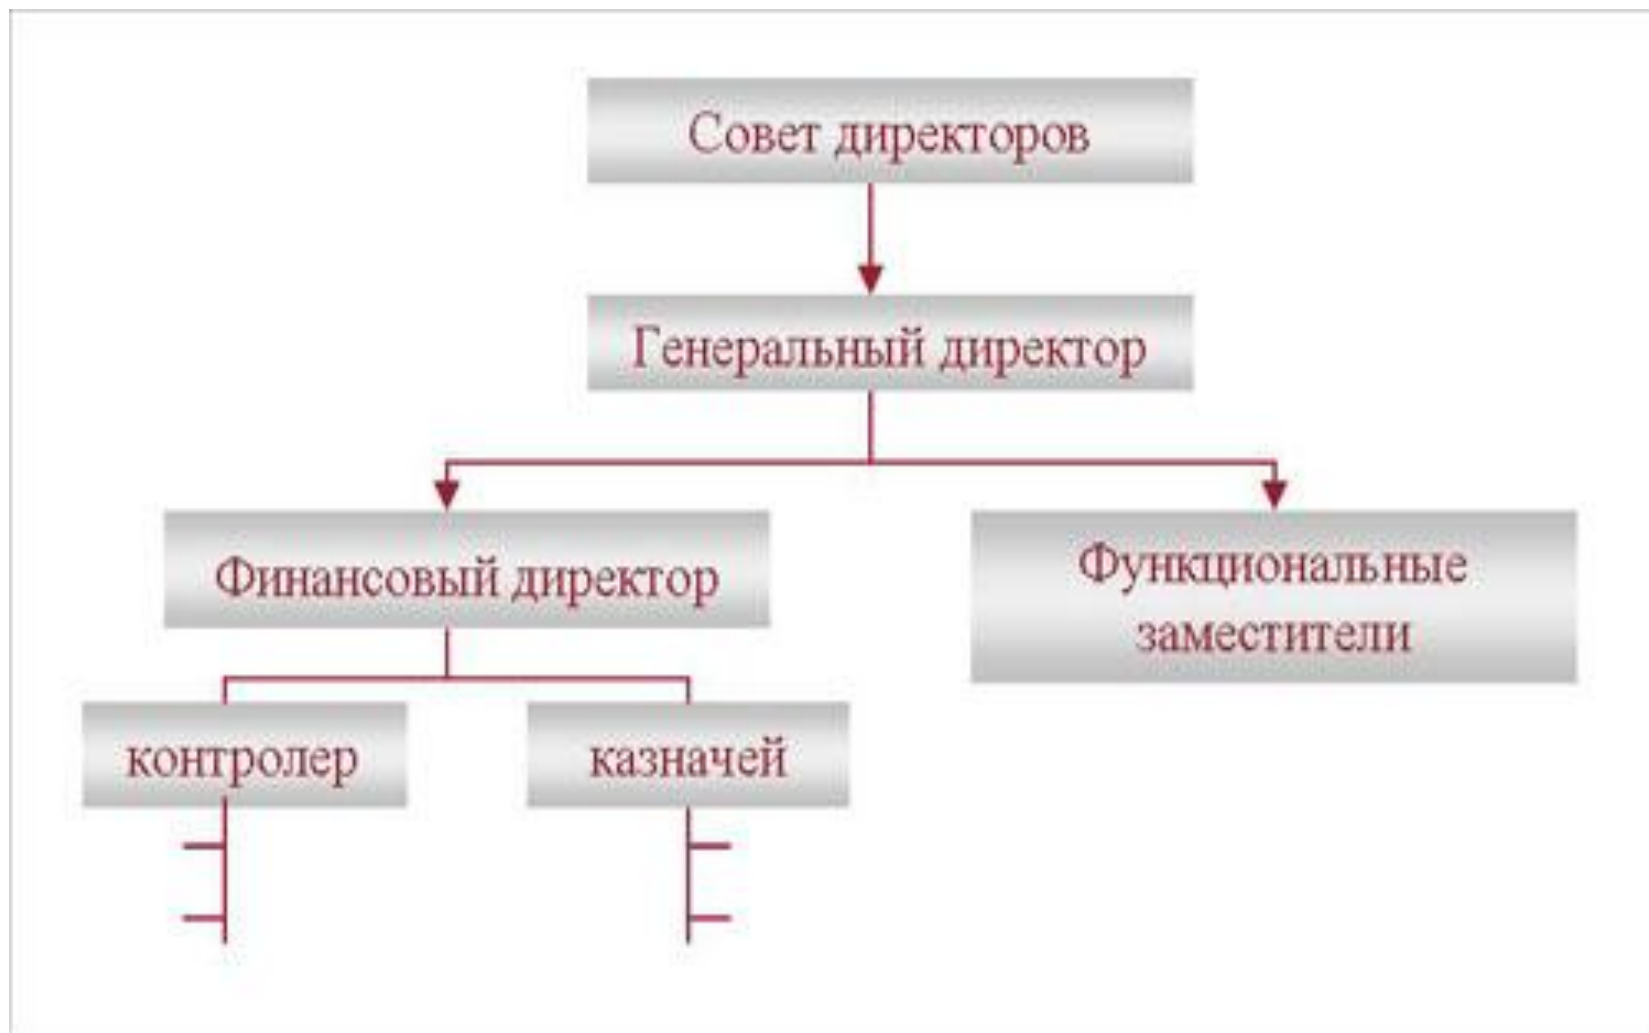 Совет директоров
Генеральный директор
Финансовый директор
Функциональные
заместители
контролер
казначей